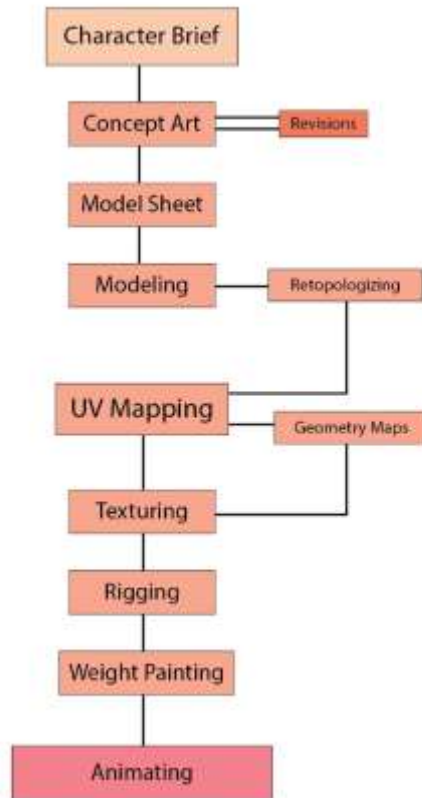 Character Brief
Concept Art
Revisions
Model Sheet
Modeling
Retopologizing
UV Mapping
Geometry Maps
Texturing
Rigging
Weight Painting
Animating